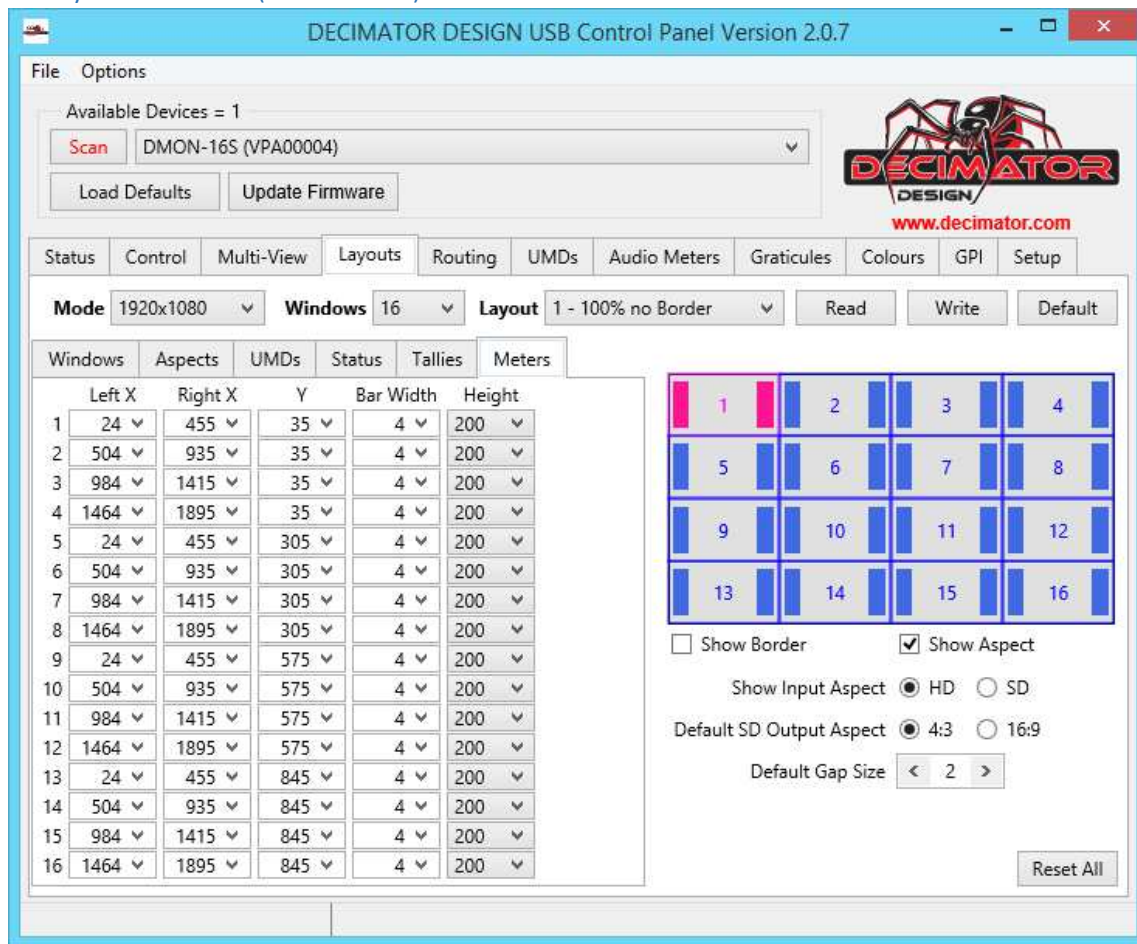 DECIMATOR DESIGN USB Control Panel Version 2.0.7
File Options
Available Devices = 1
Scan DMON-16S (VPA00004)
Load Defaults Update Firmware
DECIMATOR
DESIGN
www.decimator.com
Status Control Multi-View Layouts Routing UMDs Audio Meters Graticules Colours GPI Setup
Mode 1920x1080 Windows 16 Layout 1 - 100% no Border Read Write Default
Windows Aspects UMDs Status Tallies Meters
Left X Right X Y Bar Width Height
1 24 455 35 4 200
2 504 935 35 4 200
3 984 1415 35 4 200
4 1464 1895 35 4 200
5 24 455 305 4 200
6 504 935 305 4 200
7 984 1415 305 4 200
8 1464 1895 305 4 200
9 24 455 575 4 200
10 504 935 575 4 200
11 984 1415 575 4 200
12 1464 1895 575 4 200
13 24 455 845 4 200
14 504 935 845 4 200
15 984 1415 845 4 200
16 1464 1895 845 4 200
1 2 3 4
5 6 7 8
9 10 11 12
13 14 15 16
Show Border Show Aspect
Show Input Aspect HD SD
Default SD Output Aspect 4:3 16:9
Default Gap Size < 2 >
Reset All